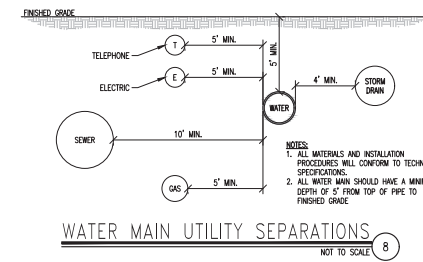 FINISHED GRADE
TELEPHONE
T
5' MIN.
5' MIN.
ELECTRIC
E
5' MIN.
4' MIN.
STORM
DRAIN
WATER
SEWER
10' MIN.
GAS
5' MIN.
NOTES:
1. ALL MATERIALS AND INSTALLATION
PROCEDURES WILL CONFORM TO TECHN
SPECIFICATIONS.
2. ALL WATER MAIN SHOULD HAVE A MINI
DEPTH OF 5' FROM TOP OF PIPE TO
FINISHED GRADE
WATER MAIN UTILITY SEPARATIONS
8
NOT TO SCALE